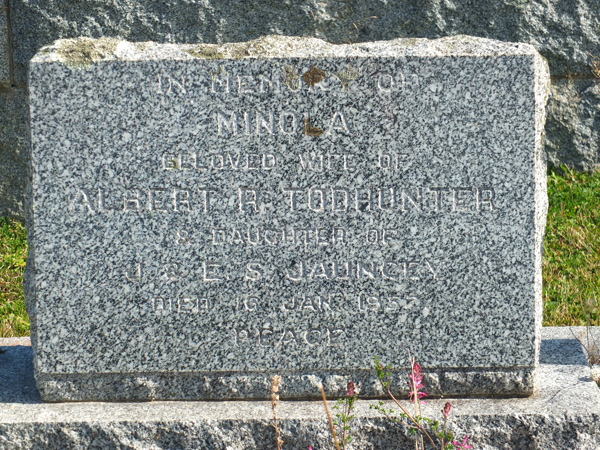 IN MEMORY OF
MINOLA
BELOVED WIFE OF
ALBERT R. TODHUNTER
& DAUGHTER OF
J. & E. S. JAUNCEY
DIED 16 JAN.
PEACE